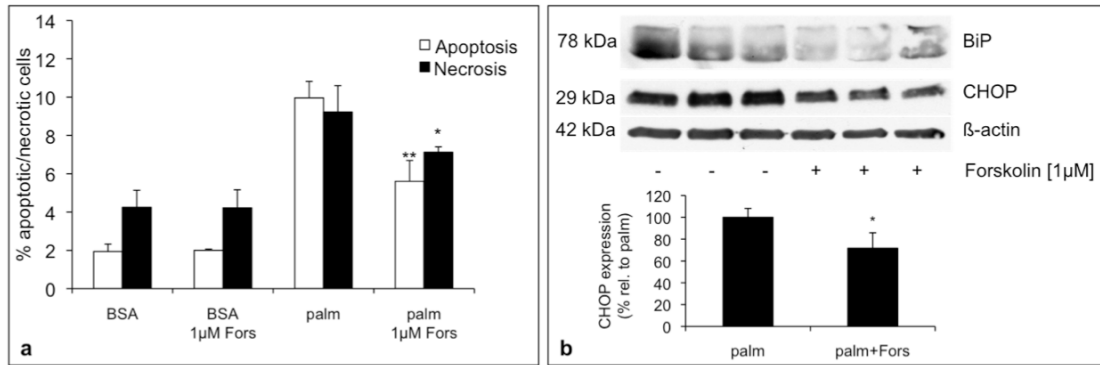 14
12
10
8
6
4
2
0
% apoptotic/necrotic cells
Apoptosis
Necrosis
**
*
BSA
BSA
1µM Fors
palm
palm
1µM Fors
a
78 kDa
BiP
29 kDa
CHOP
42 kDa
ß-actin
- - - + + + Forskolin [1µM]
120
100
80
60
40
20
0
CHOP expression
(% rel. to palm)
*
palm
palm+Fors
b